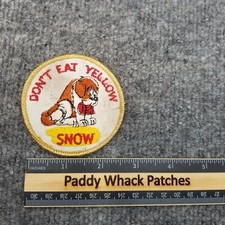 DON'T EAT YELLOW
SNOW
Paddy Whack Patches